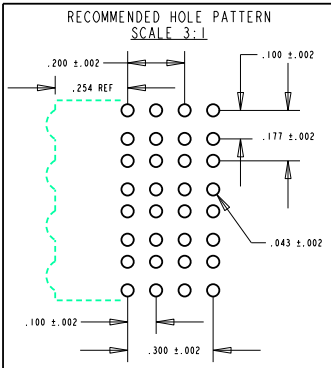 RECOMMENDED HOLE PATTERN
SCALE 3:1
.200 ±.002
.100 ±.002
.254 REF
.177 ±.002
.043 ±.002
.100 ±.002
.300 ±.002